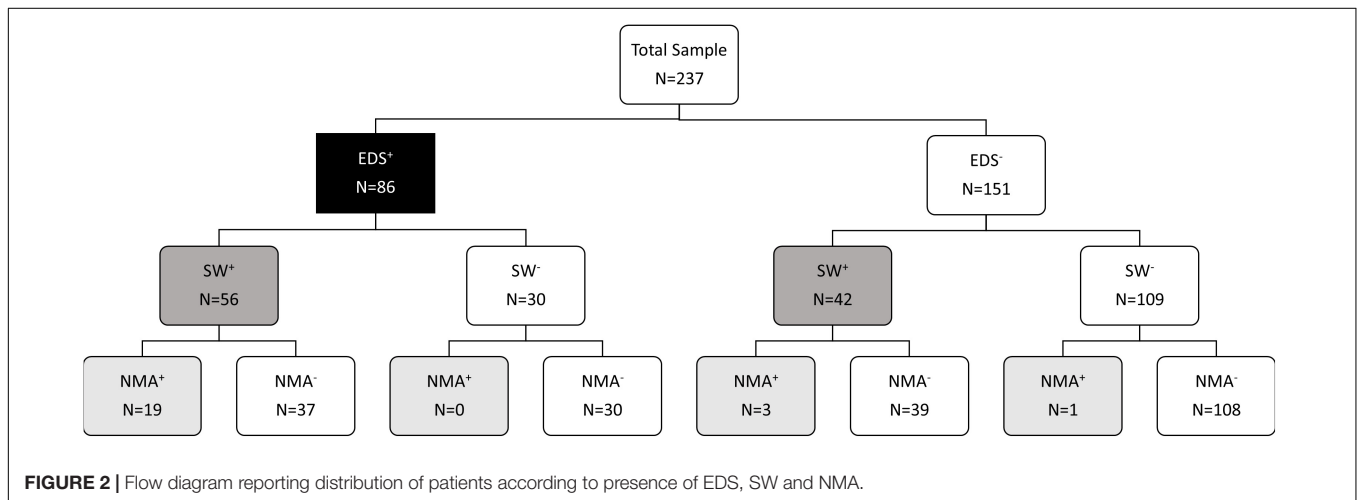 Total Sample
N=237
EDS⁺
N=86
EDS⁻
N=151
SW⁺
N=56
SW⁻
N=30
SW⁺
N=42
SW⁻
N=109
NMA⁺
N=19
NMA⁻
N=37
NMA⁺
N=0
NMA⁻
N=30
NMA⁺
N=3
NMA⁻
N=39
NMA⁺
N=1
NMA⁻
N=108
FIGURE 2 | Flow diagram reporting distribution of patients according to presence of EDS, SW and NMA.